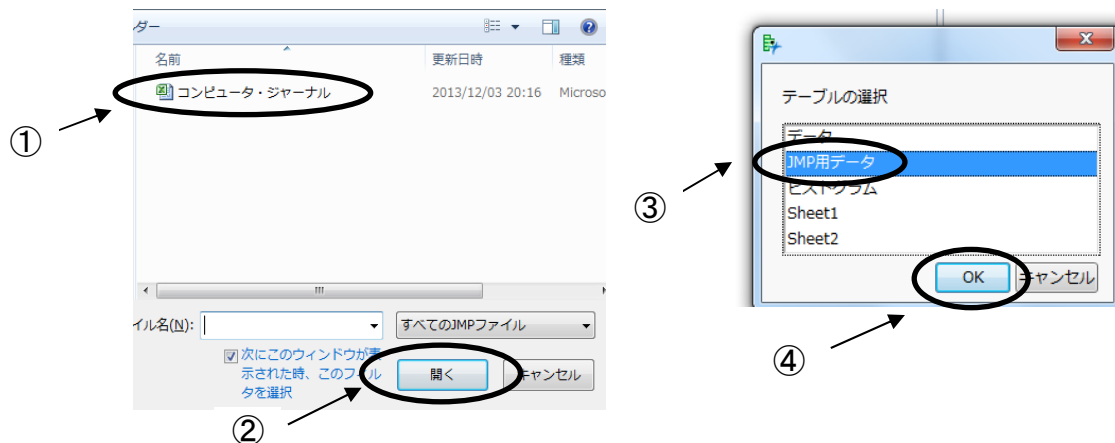 ダー
名前 更新日時 種類
コンピュータ・ジャーナル 2013/12/03 20:16 Microso
①
イル名(N): すべてのJMPファイル
次にこのウィンドウが表
示された時、このフィル
タを選択
開く キャンセル
②
テーブルの選択
データ
JMP用データ
ヒストグラム
Sheet1
Sheet2
③
OK キャンセル
④